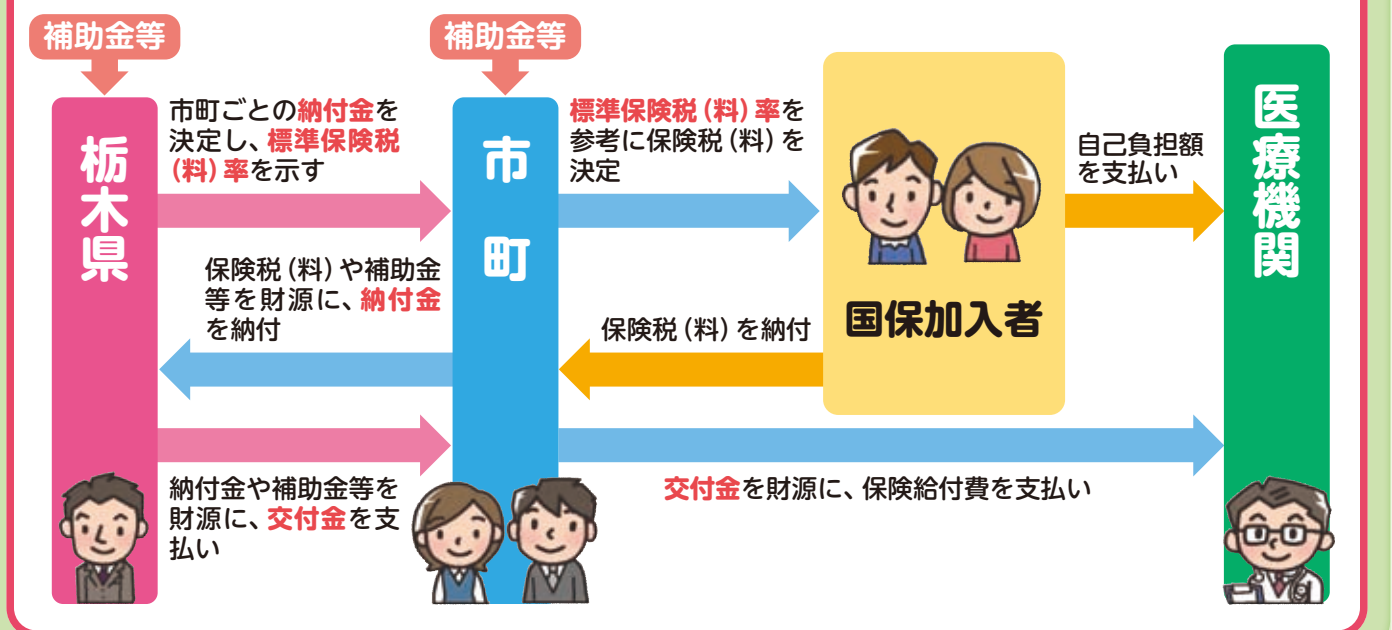 補助金等
補助金等
栃木県
市町ごとの納付金を
決定し、標準保険税
(料)率を示す
市町
標準保険税(料)率を
参考に保険税(料)を
決定
国保加入者
自己負担額
を支払い
医療機関
保険税(料)や補助金
等を財源に、納付金
を納付
保険税(料)を納付
納付金や補助金等を
財源に、交付金を支
払い
交付金を財源に、保険給付費を支払い